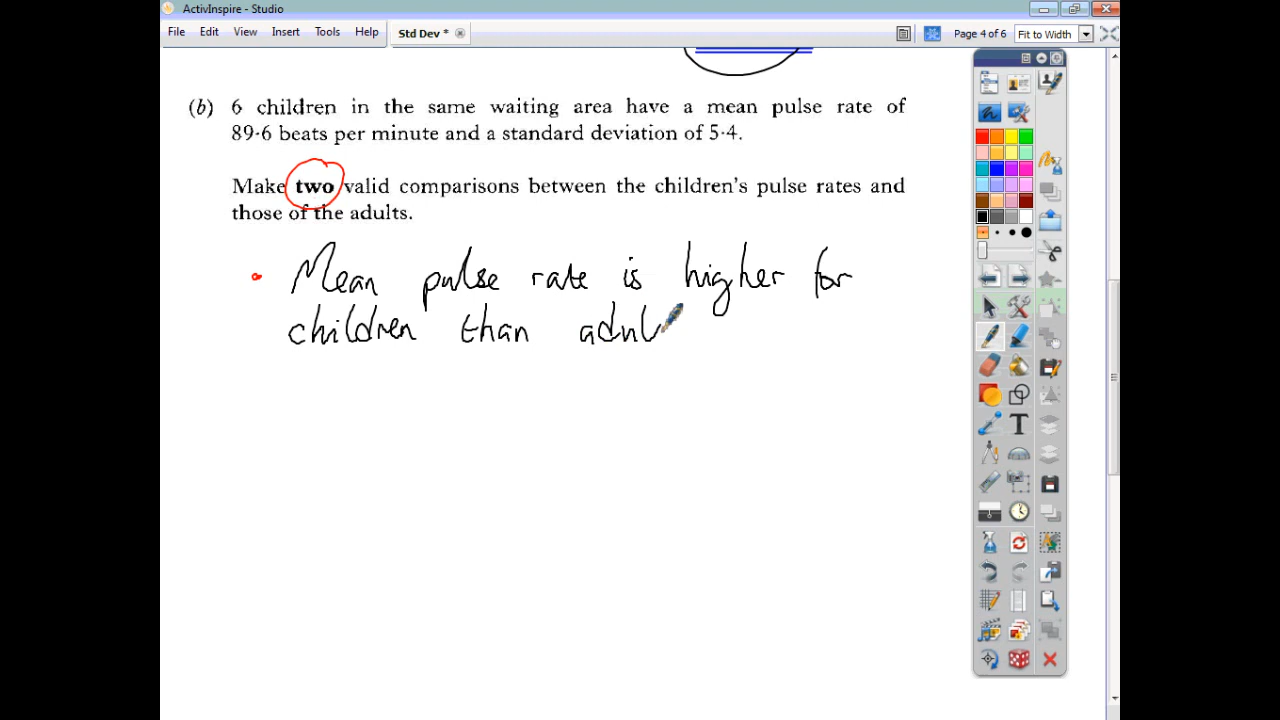 ActivInspire - Studio
File Edit View Insert Tools Help Std Dev * Page 4 of 6 Fit to Width
(b) 6 children in the same waiting area have a mean pulse rate of
89·6 beats per minute and a standard deviation of 5·4.
Make two valid comparisons between the children's pulse rates and
those of the adults.
• Mean pulse rate is higher for
children than adul